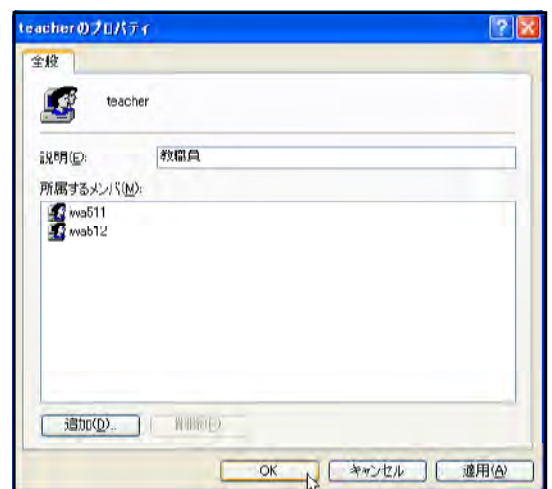 teacherのプロパティ
全般
teacher
説明(E):
教職員
所属するメンバ(M):
wa511
wa512
追加(D)...
削除(R)
OK
キャンセル
適用(A)